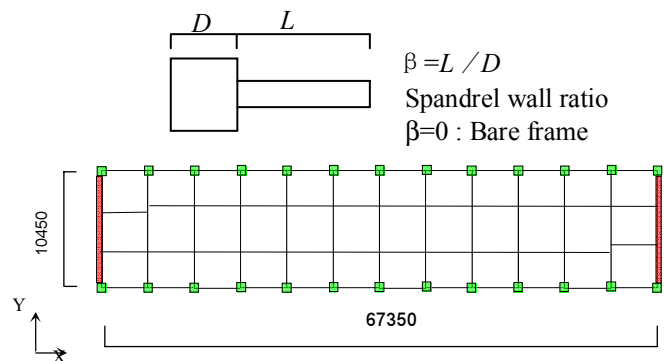 D L
β =L / D
Spandrel wall ratio
β=0 : Bare frame
10450
67350
Y
X